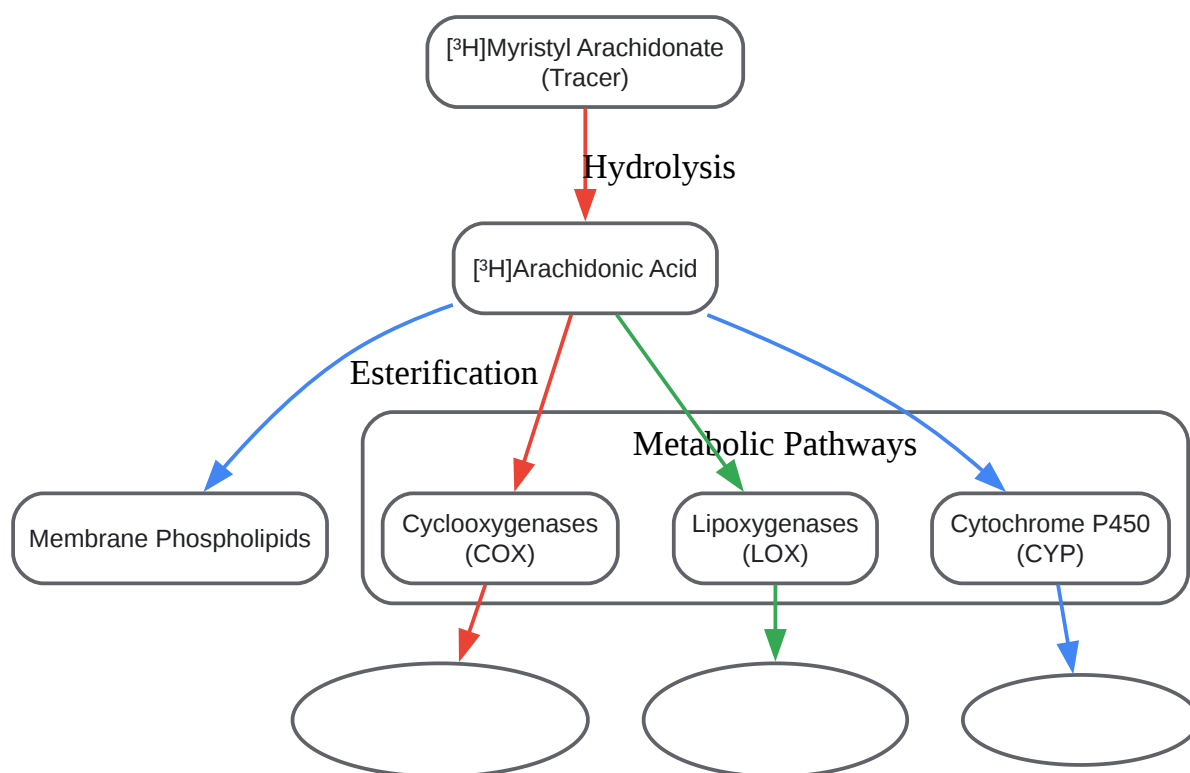 [³H]Myristyl Arachidonate
(Tracer)
Hydrolysis
[³H]Arachidonic Acid
Esterification
Metabolic Pathways
Membrane Phospholipids
Cyclooxygenases
(COX)
Lipoxygenases
(LOX)
Cytochrome P450
(CYP)